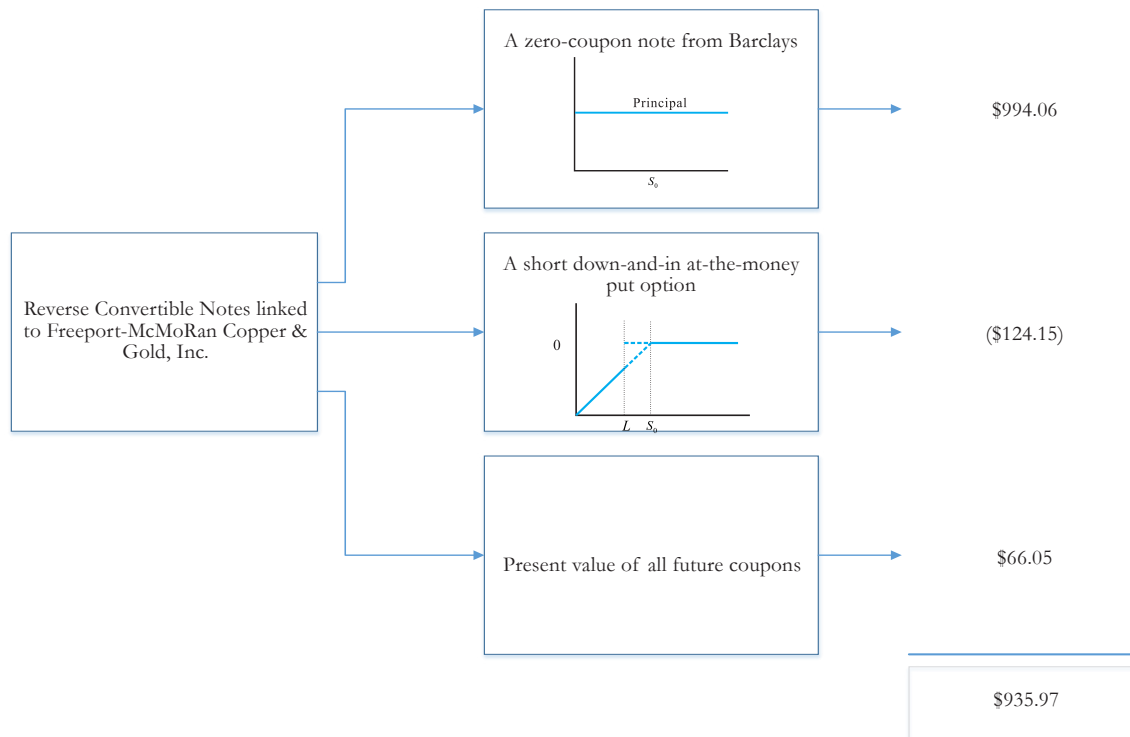 A zero-coupon note from Barclays
Principal
S₀
$994.06
Reverse Convertible Notes linked
to Freeport-McMoRan Copper &
Gold, Inc.
A short down-and-in at-the-money
put option
0
L S₀
($124.15)
Present value of all future coupons
$66.05
$935.97